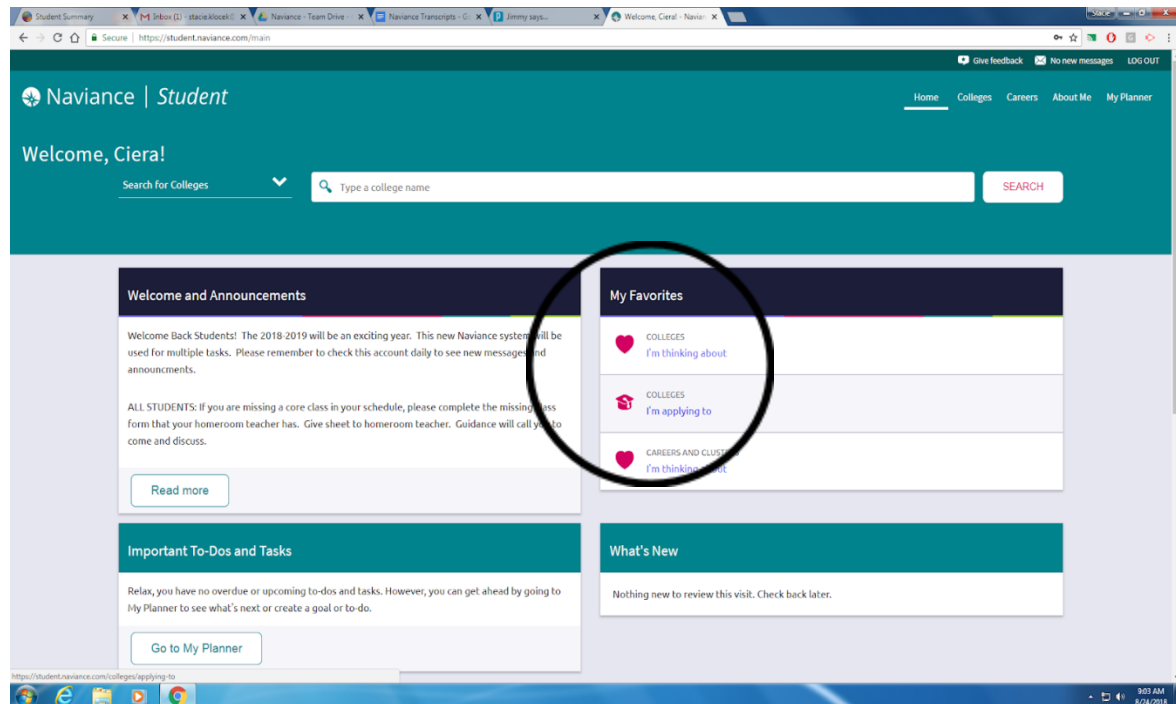 Student Summary
M Inbox (1) - stacie.klocek@
Naviance - Team Drive -
Naviance Transcripts - G
Jimmy says...
Welcome, Ciera! - Navian
Stacie
Secure | https://student.naviance.com/main
Give feedback No new messages LOG OUT
Naviance | Student
Home Colleges Careers About Me My Planner
Welcome, Ciera!
Search for Colleges
Type a college name
SEARCH
Welcome and Announcements
Welcome Back Students! The 2018-2019 will be an exciting year. This new Naviance system will be
used for multiple tasks. Please remember to check this account daily to see new messages and
announcments.
ALL STUDENTS: If you are missing a core class in your schedule, please complete the missing class
form that your homeroom teacher has. Give sheet to homeroom teacher. Guidance will call you to
come and discuss.
Read more
My Favorites
COLLEGES
I'm thinking about
COLLEGES
I'm applying to
CAREERS AND CLUSTERS
I'm thinking about
Important To-Dos and Tasks
Relax, you have no overdue or upcoming to-dos and tasks. However, you can get ahead by going to
My Planner to see what's next or create a goal or to-do.
Go to My Planner
What's New
Nothing new to review this visit. Check back later.
https://student.naviance.com/colleges/applying-to
9:03 AM
8/24/2018